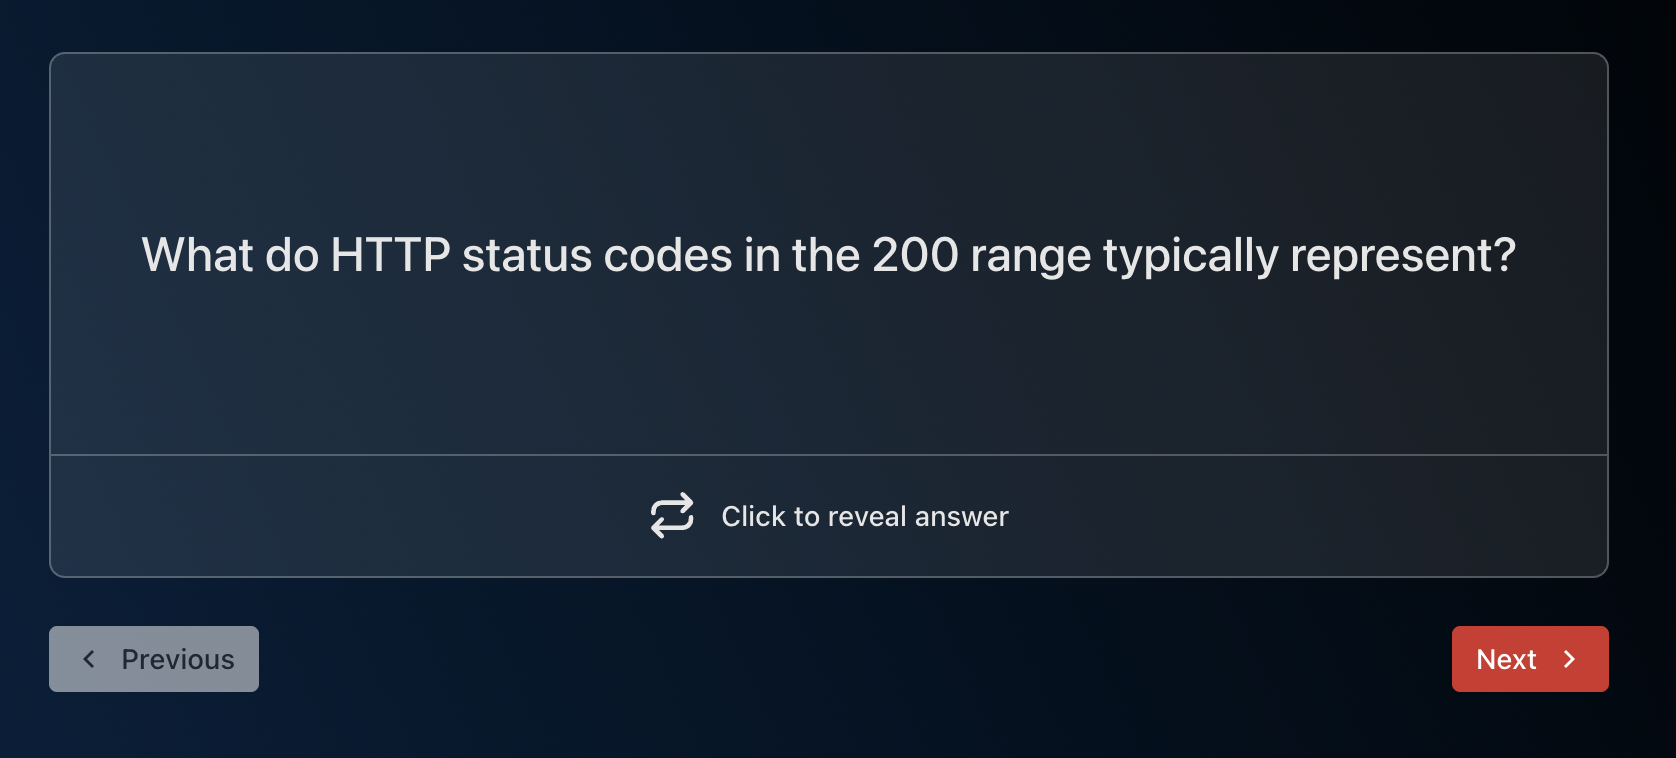 What do HTTP status codes in the 200 range typically represent?
Click to reveal answer
Previous
Next